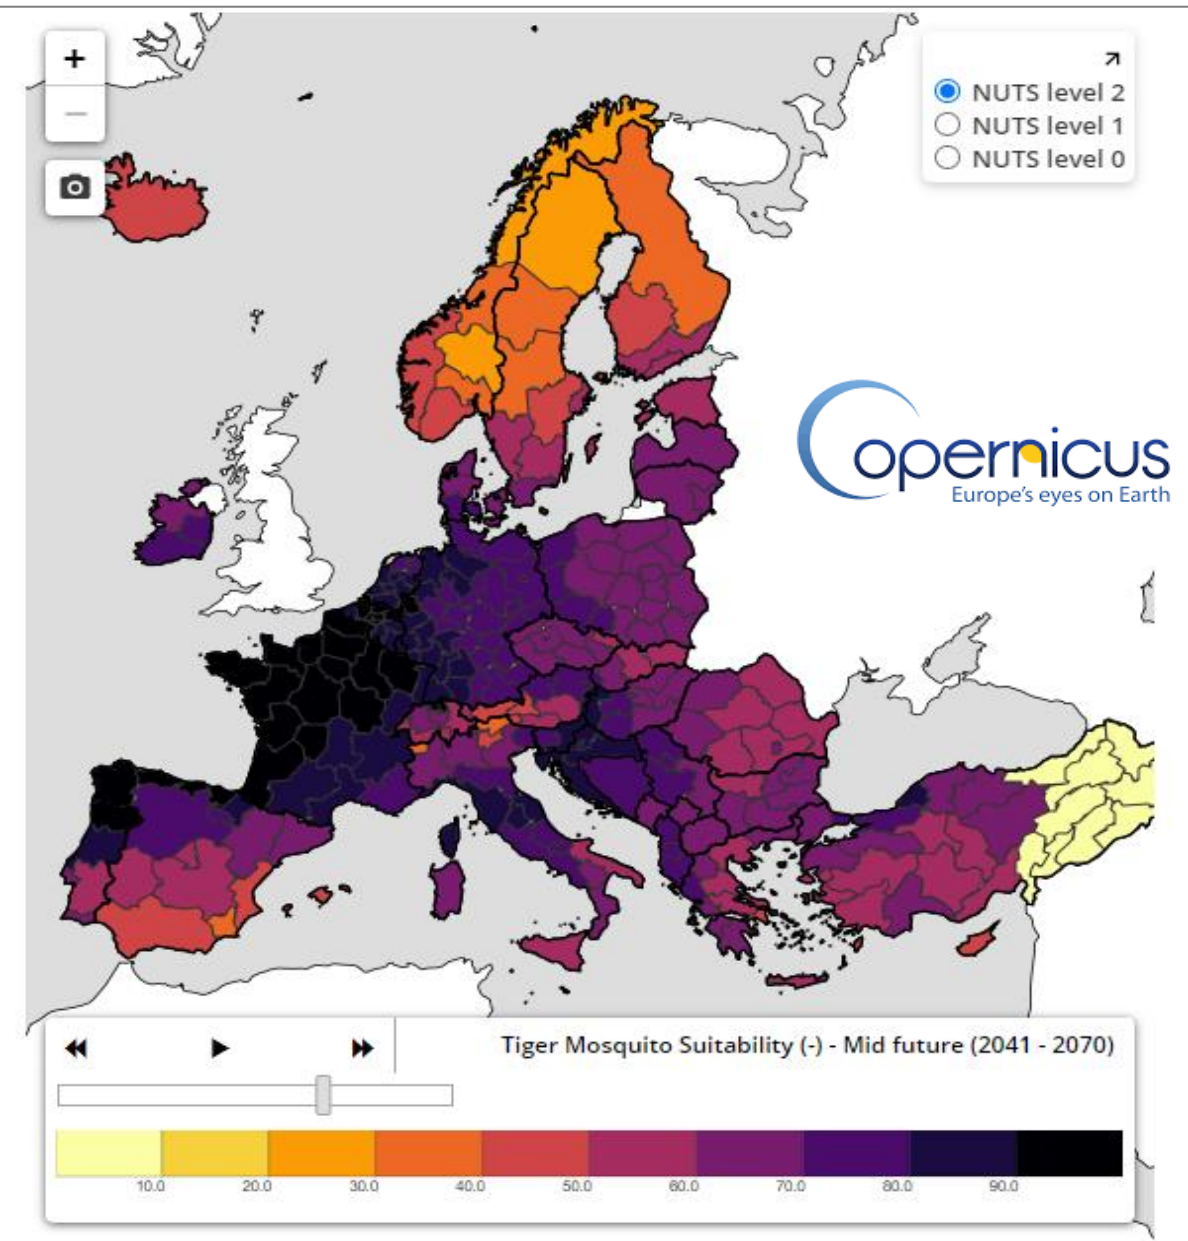 +
−
NUTS level 2
NUTS level 1
NUTS level 0
Copernicus
Europe's eyes on Earth
Tiger Mosquito Suitability (-) - Mid future (2041 - 2070)
10.0 20.0 30.0 40.0 50.0 60.0 70.0 80.0 90.0